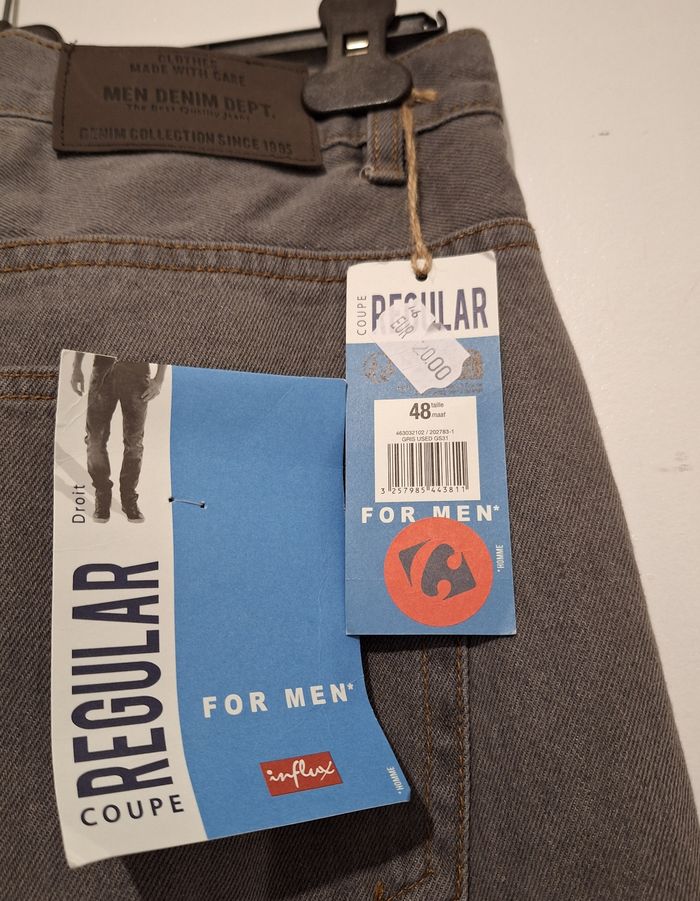 CLOTHES
MADE WITH CARE
MEN DENIM DEPT.
The Best Quality Jeans
DENIM COLLECTION SINCE 1995
COUPE
REGULAR
EUR
20.00
48 taille
maat
463032102 / 202783-1
GRIS USED GS31
3 257985 443811
FOR MEN*
*HOMME
Droit
REGULAR
COUPE
FOR MEN*
influx
*HOMME